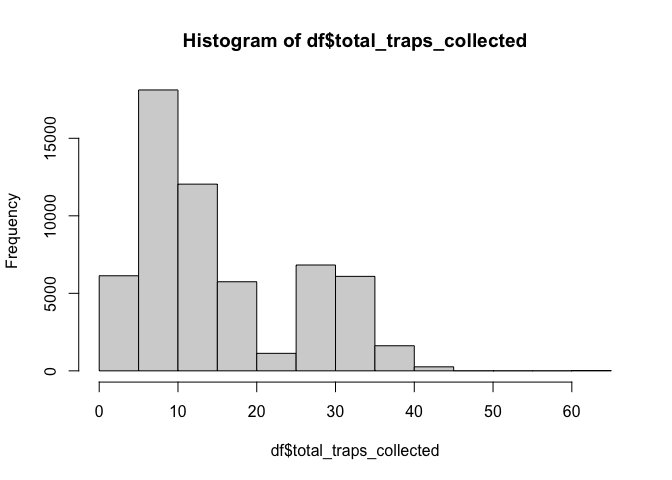 Histogram of df$total_traps_collected
Frequency
15000
10000
5000
0
0 10 20 30 40 50 60
df$total_traps_collected